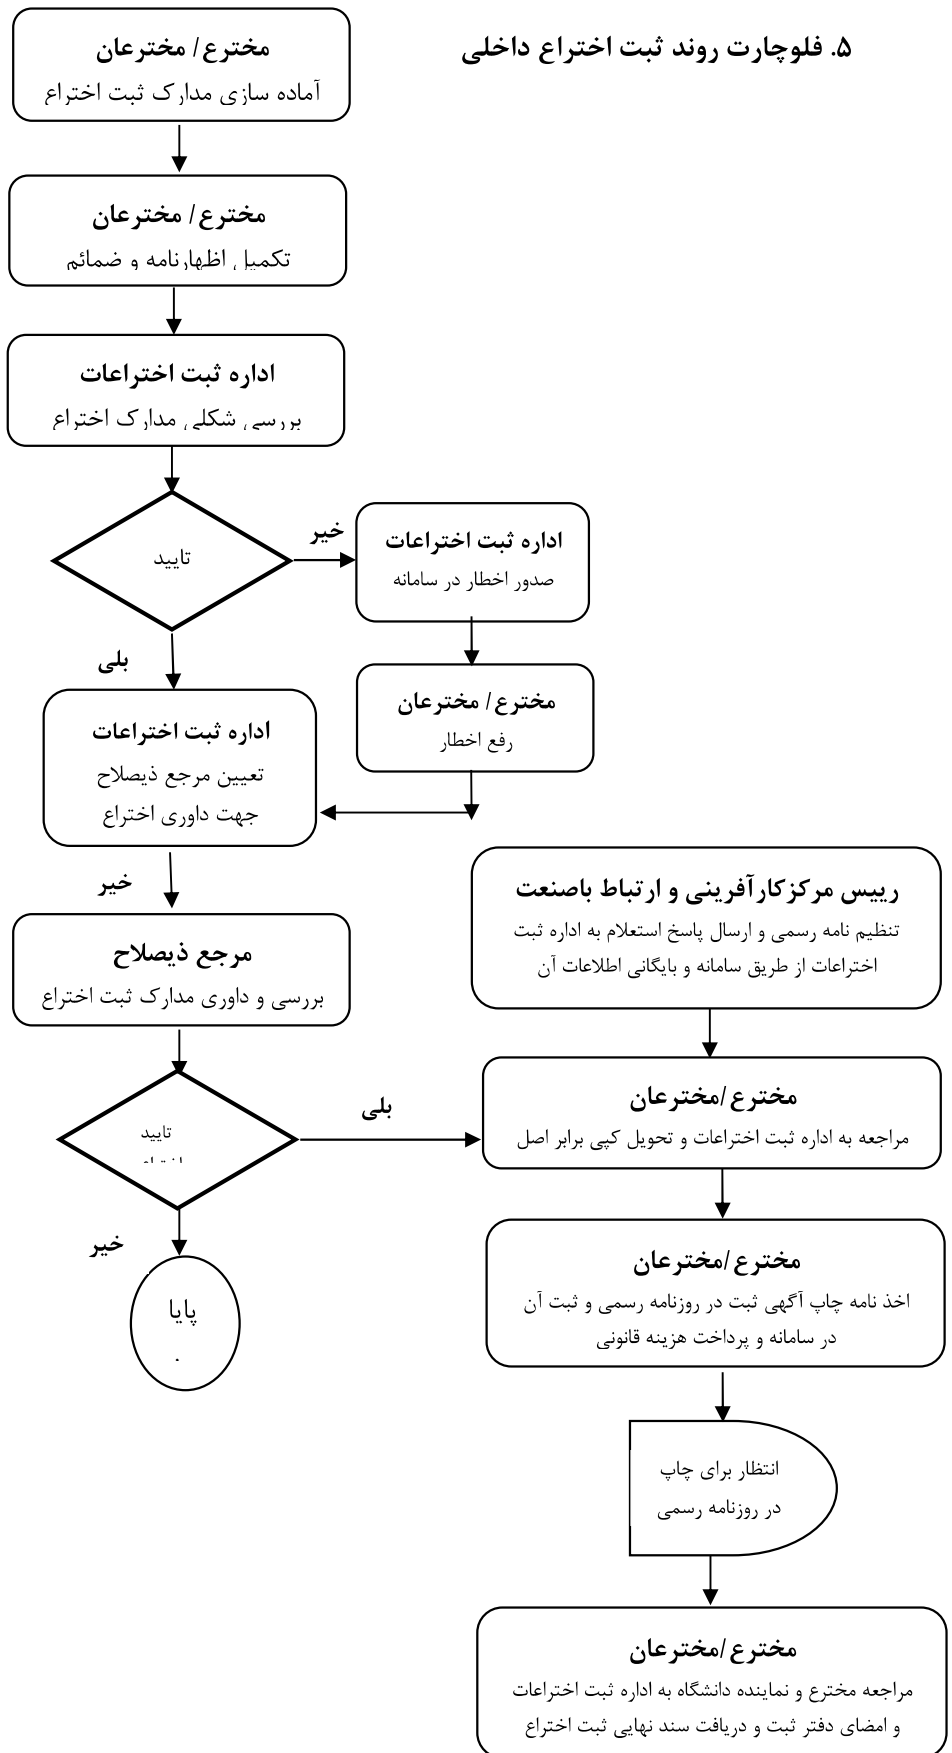 ۵. فلوچارت روند ثبت اختراع داخلی
مخترع/ مخترعان
آماده سازی مدارک ثبت اختراع
مخترع/ مخترعان
تکمیل اظهارنامه و ضمائم
اداره ثبت اختراعات
بررسی شکلی مدارک اختراع
تایید
خیر
اداره ثبت اختراعات
صدور اخطار در سامانه
بلی
مخترع/ مخترعان
رفع اخطار
اداره ثبت اختراعات
تعیین مرجع ذیصلاح
جهت داوری اختراع
خیر
مرجع ذیصلاح
بررسی و داوری مدارک ثبت اختراع
تایید
بلی
خیر
پایا
رییس مرکزکارآفرینی و ارتباط باصنعت
تنظیم نامه رسمی و ارسال پاسخ استعلام به اداره ثبت
اختراعات از طریق سامانه و بایگانی اطلاعات آن
مخترع/مخترعان
مراجعه به اداره ثبت اختراعات و تحویل کپی برابر اصل
مخترع/مخترعان
اخذ نامه چاپ آگهی ثبت در روزنامه رسمی و ثبت آن
در سامانه و پرداخت هزینه قانونی
انتظار برای چاپ
در روزنامه رسمی
مخترع/مخترعان
مراجعه مخترع و نماینده دانشگاه به اداره ثبت اختراعات
و امضای دفتر ثبت و دریافت سند نهایی ثبت اختراع